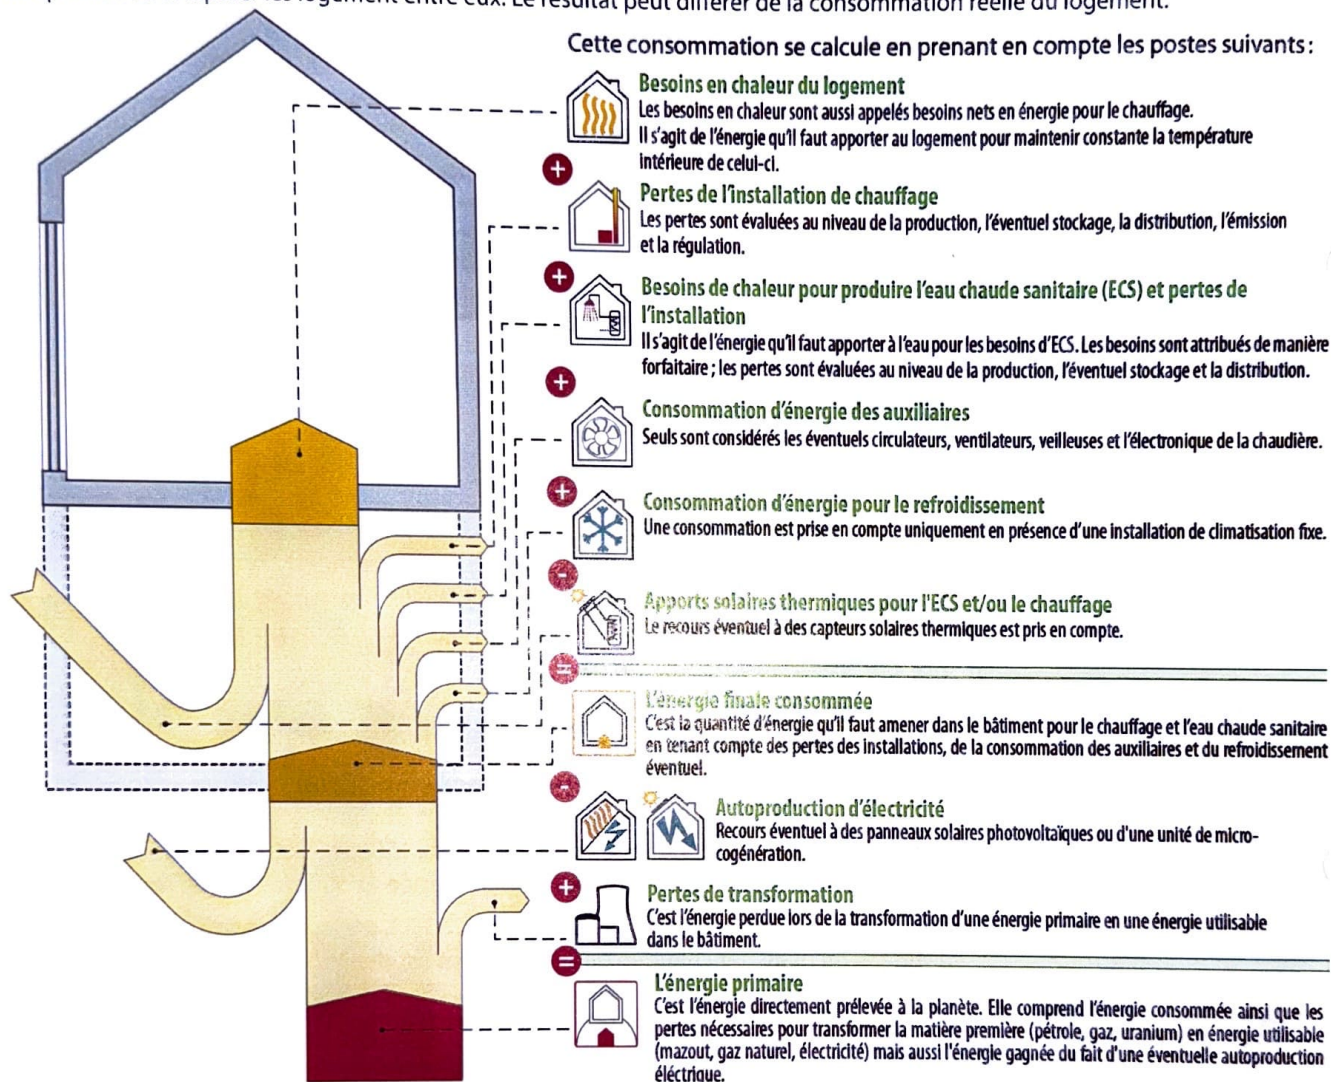 logement entre eux. Le résultat peut différer de la consommation réelle du logement.
Cette consommation se calcule en prenant en compte les postes suivants :
Besoins en chaleur du logement
Les besoins en chaleur sont aussi appelés besoins nets en énergie pour le chauffage.
Il s'agit de l'énergie qu'il faut apporter au logement pour maintenir constante la température
intérieure de celui-ci.
+
Pertes de l'installation de chauffage
Les pertes sont évaluées au niveau de la production, l'éventuel stockage, la distribution, l'émission
et la régulation.
+
Besoins de chaleur pour produire l'eau chaude sanitaire (ECS) et pertes de
l'installation
Il s'agit de l'énergie qu'il faut apporter à l'eau pour les besoins d'ECS. Les besoins sont attribués de manière
forfaitaire ; les pertes sont évaluées au niveau de la production, l'éventuel stockage et la distribution.
+
Consommation d'énergie des auxiliaires
Seuls sont considérés les éventuels circulateurs, ventilateurs, veilleuses et l'électronique de la chaudière.
+
Consommation d'énergie pour le refroidissement
Une consommation est prise en compte uniquement en présence d'une installation de climatisation fixe.
-
Apports solaires thermiques pour l'ECS et/ou le chauffage
Le recours éventuel à des capteurs solaires thermiques est pris en compte.
=
L'énergie finale consommée
C'est la quantité d'énergie qu'il faut amener dans le bâtiment pour le chauffage et l'eau chaude sanitaire
en tenant compte des pertes des installations, de la consommation des auxiliaires et du refroidissement
éventuel.
-
Autoproduction d'électricité
Recours éventuel à des panneaux solaires photovoltaïques ou d'une unité de micro-
cogénération.
+
Pertes de transformation
C'est l'énergie perdue lors de la transformation d'une énergie primaire en une énergie utilisable
dans le bâtiment.
=
L'énergie primaire
C'est l'énergie directement prélevée à la planète. Elle comprend l'énergie consommée ainsi que les
pertes nécessaires pour transformer la matière première (pétrole, gaz, uranium) en énergie utilisable
(mazout, gaz naturel, électricité) mais aussi l'énergie gagnée du fait d'une éventuelle autoproduction
éléctrique.